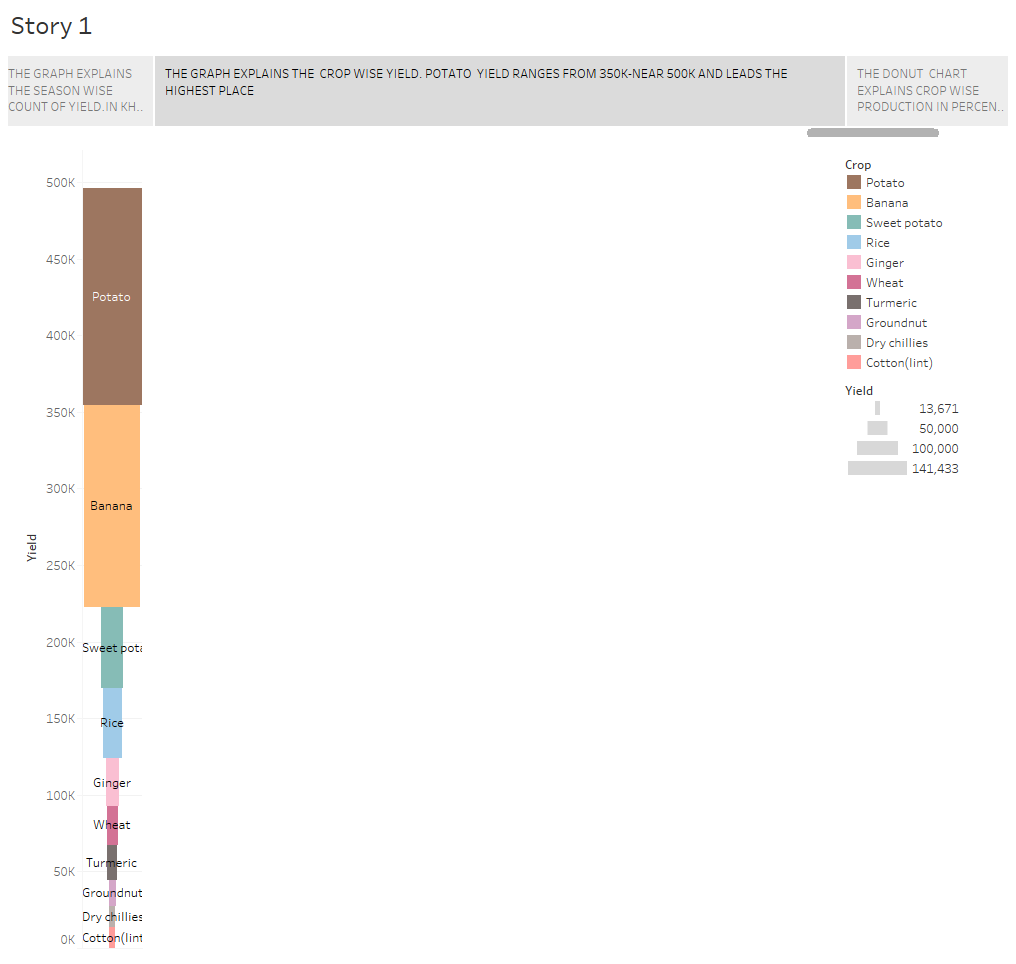 Story 1
THE GRAPH EXPLAINS
THE SEASON WISE
COUNT OF YIELD.IN KH..
THE GRAPH EXPLAINS THE  CROP WISE YIELD. POTATO  YIELD RANGES FROM 350K-NEAR 500K AND LEADS THE
HIGHEST PLACE
THE DONUT  CHART
EXPLAINS CROP WISE
PRODUCTION IN PERCEN..
500K
450K
400K
350K
300K
250K
200K
150K
100K
50K
0K
Yield
Potato
Banana
Sweet pota
Rice
Ginger
Wheat
Turmeric
Groundnut
Dry chillies
Cotton(lint
Crop
Potato
Banana
Sweet potato
Rice
Ginger
Wheat
Turmeric
Groundnut
Dry chillies
Cotton(lint)
Yield
13,671
50,000
100,000
141,433